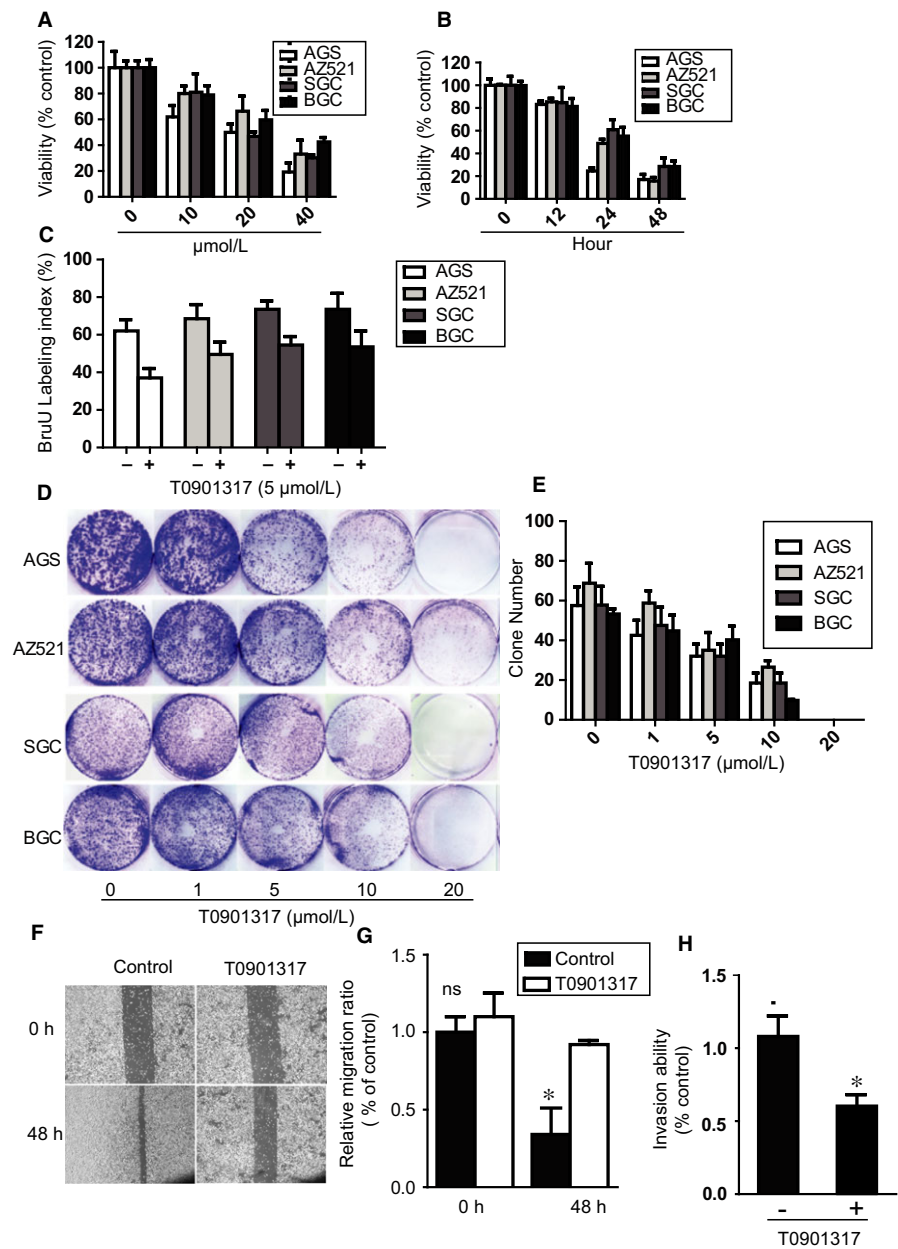 A
Viability (% control)
120
100
80
60
40
20
0
0
10
20
40
µmol/L
AGS
AZ521
SGC
BGC
B
Viability (% control)
120
100
80
60
40
20
0
0
12
24
48
Hour
AGS
AZ521
SGC
BGC
C
BruU Labeling index (%)
100
80
60
40
20
0
– + – + – + – +
T0901317 (5 µmol/L)
AGS
AZ521
SGC
BGC
D
AGS
AZ521
SGC
BGC
0 1 5 10 20
T0901317 (µmol/L)
E
Clone Number
100
80
60
40
20
0
0
1
5
10
20
T0901317 (µmol/L)
AGS
AZ521
SGC
BGC
F
Control T0901317
0 h
48 h
G
Relative migration ratio
( % of control)
1.5
1.0
0.5
0.0
ns
*
0 h 48 h
Control
T0901317
H
Invasion ability
(% control)
1.5
1.0
0.5
0.0
*
- +
T0901317